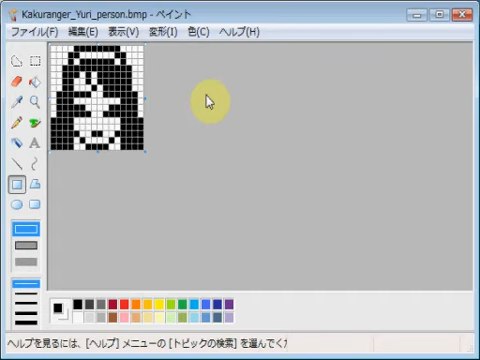 Kakuranger_Yuri_person.bmp - ペイント
ファイル(F) 編集(E) 表示(V) 変形(I) 色(C) ヘルプ(H)
A
ヘルプを見るには、[ヘルプ] メニューの [トピックの検索] を選んでくだ